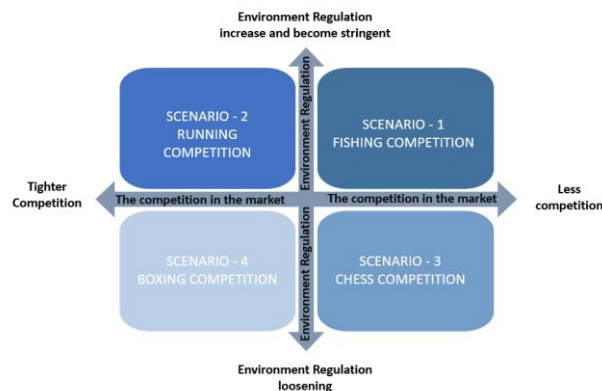 Environment Regulation
increase and become stringent
SCENARIO - 2
RUNNING
COMPETITION
Environment Regulation
SCENARIO - 1
FISHING COMPETITION
Tighter
Competition
The competition in the market
The competition in the market
Less
competition
SCENARIO - 4
BOXING COMPETITION
Environment Regulation
SCENARIO - 3
CHESS COMPETITION
Environment Regulation
loosening